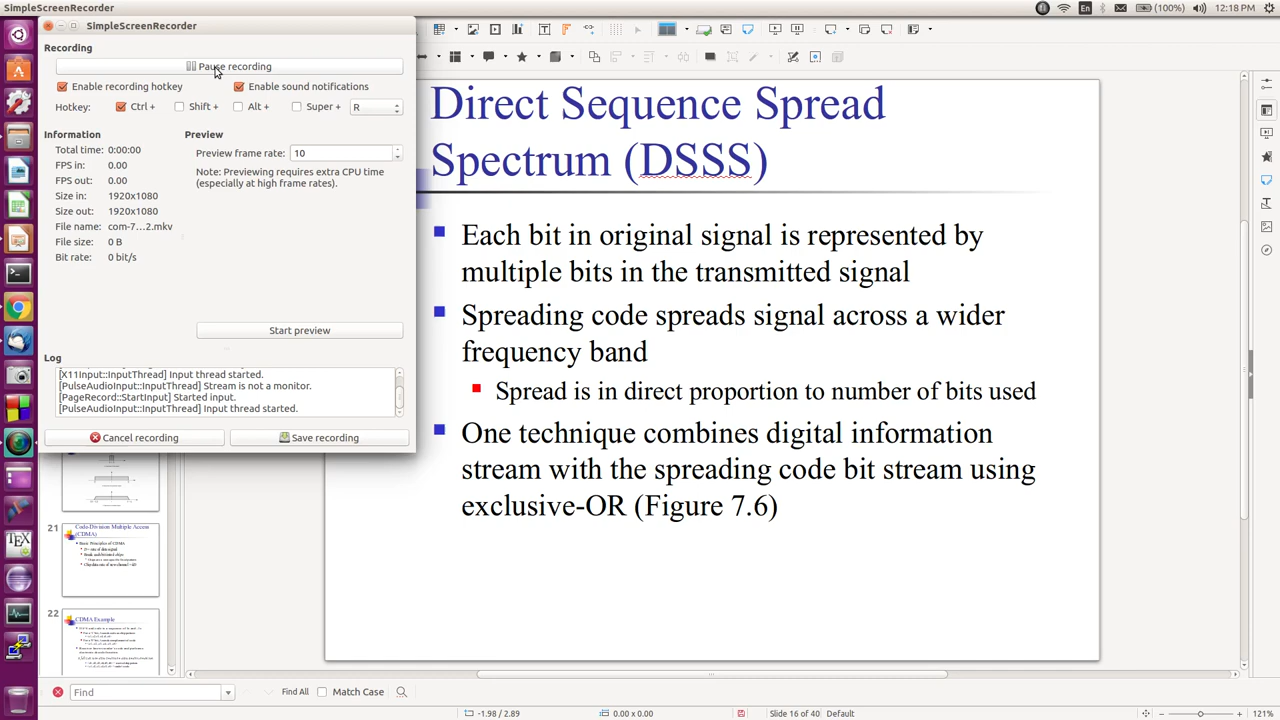 SimpleScreenRecorder
En
(100%)
12:18 PM
SimpleScreenRecorder
Recording
Pause recording
Enable recording hotkey
Enable sound notifications
Hotkey:
Ctrl +
Shift +
Alt +
Super +
R
Information
Total time: 0:00:00
FPS in: 0.00
FPS out: 0.00
Size in: 1920x1080
Size out: 1920x1080
File name: com-7...2.mkv
File size: 0 B
Bit rate: 0 bit/s
Preview
Preview frame rate: 10
Note: Previewing requires extra CPU time
(especially at high frame rates).
Start preview
Log
[X11Input::InputThread] Input thread started.
[PulseAudioInput::InputThread] Stream is not a monitor.
[PageRecord::StartInput] Started input.
[PulseAudioInput::InputThread] Input thread started.
Cancel recording
Save recording
Direct Sequence Spread
Spectrum (DSSS)
Each bit in original signal is represented by
multiple bits in the transmitted signal
Spreading code spreads signal across a wider
frequency band
Spread is in direct proportion to number of bits used
One technique combines digital information
stream with the spreading code bit stream using
exclusive-OR (Figure 7.6)
21
Code-Division Multiple Access
(CDMA)
22
CDMA Example
Find
Find All
Match Case
-1.98 / 2.89
0.00 x 0.00
Slide 16 of 40
Default
121%